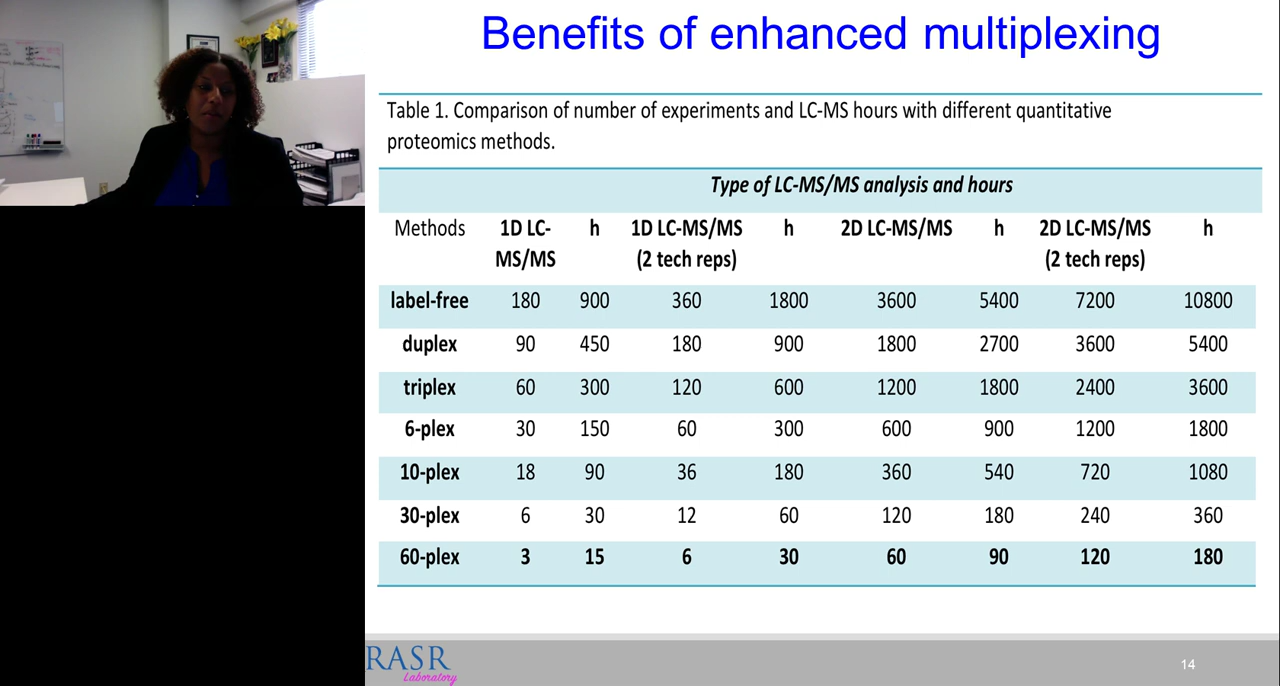 Benefits of enhanced multiplexing
Table 1. Comparison of number of experiments and LC-MS hours with different quantitative
proteomics methods.
Type of LC-MS/MS analysis and hours
Methods 1D LC-MS/MS h 1D LC-MS/MS (2 tech reps) h 2D LC-MS/MS h 2D LC-MS/MS (2 tech reps) h
label-free 180 900 360 1800 3600 5400 7200 10800
duplex 90 450 180 900 1800 2700 3600 5400
triplex 60 300 120 600 1200 1800 2400 3600
6-plex 30 150 60 300 600 900 1200 1800
10-plex 18 90 36 180 360 540 720 1080
30-plex 6 30 12 60 120 180 240 360
60-plex 3 15 6 30 60 90 120 180
RASR
Laboratory
14